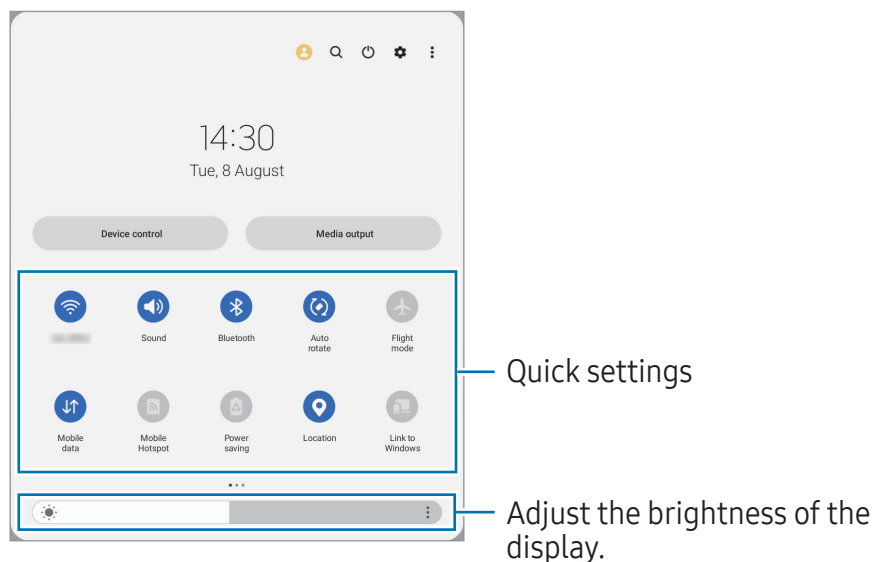 14:30
Tue, 8 August
Device control
Media output
Sound
Bluetooth
Auto
rotate
Flight
mode
Quick settings
Mobile
data
Mobile
Hotspot
Power
saving
Location
Link to
Windows
Adjust the brightness of the
display.